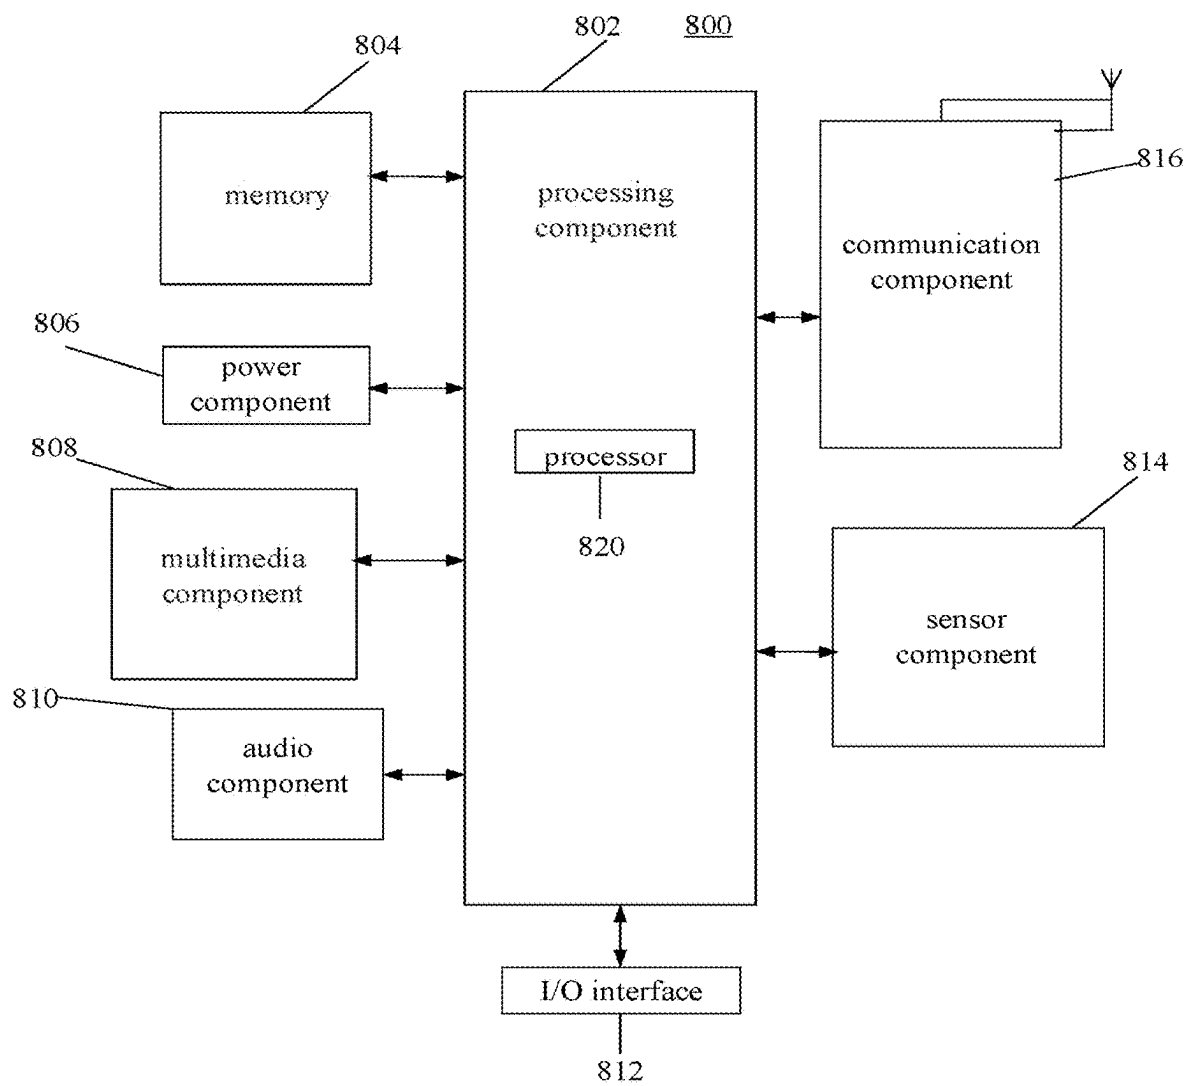 802
800
804
memory
processing
component
816
communication
component
806
power
component
808
processor
820
814
multimedia
component
sensor
component
810
audio
component
I/O interface
812